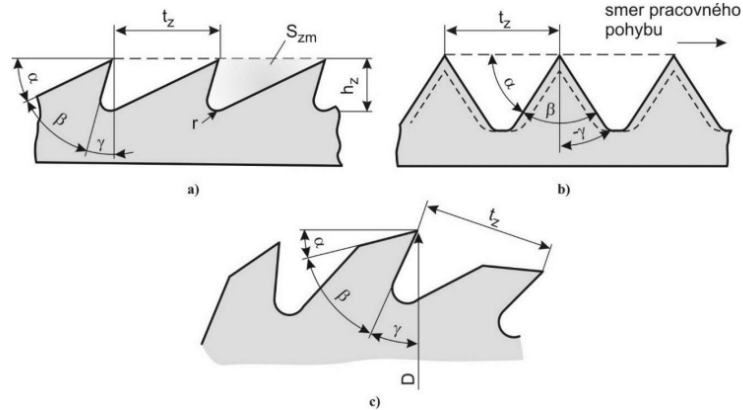 t_z
S_zm
α
β
γ
r
h_z
a)
smer pracovného
pohybu
t_z
α
β
-γ
b)
t_z
α
β
γ
D
c)